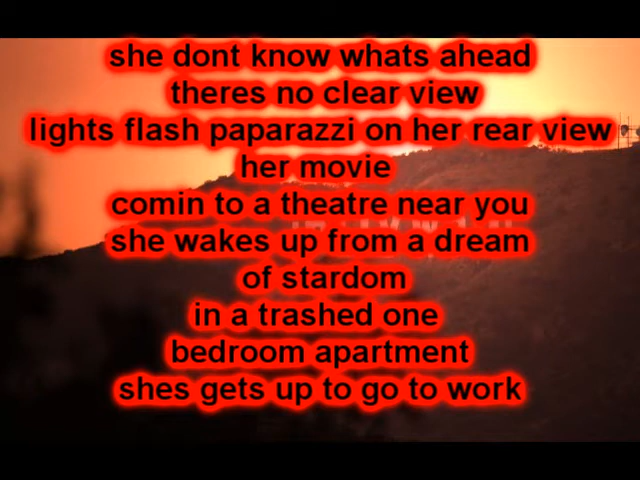 she dont know whats ahead
theres no clear view
lights flash paparazzi on her rear view
her movie
comin to a theatre near you
she wakes up from a dream
of stardom
in a trashed one
bedroom apartment
shes gets up to go to work